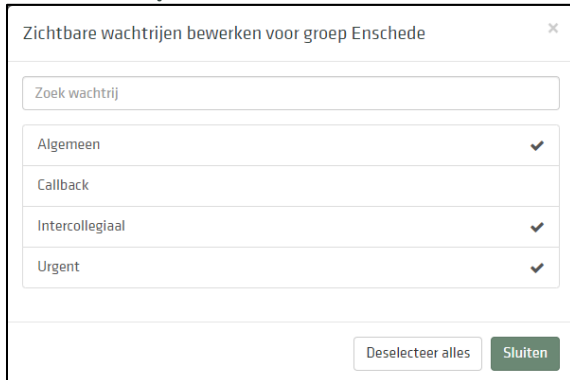 Zichtbare wachtrijen bewerken voor groep Enschede
Zoek wachtrij
Algemeen
Callback
Intercollegiaal
Urgent
Deselecteer alles Sluiten